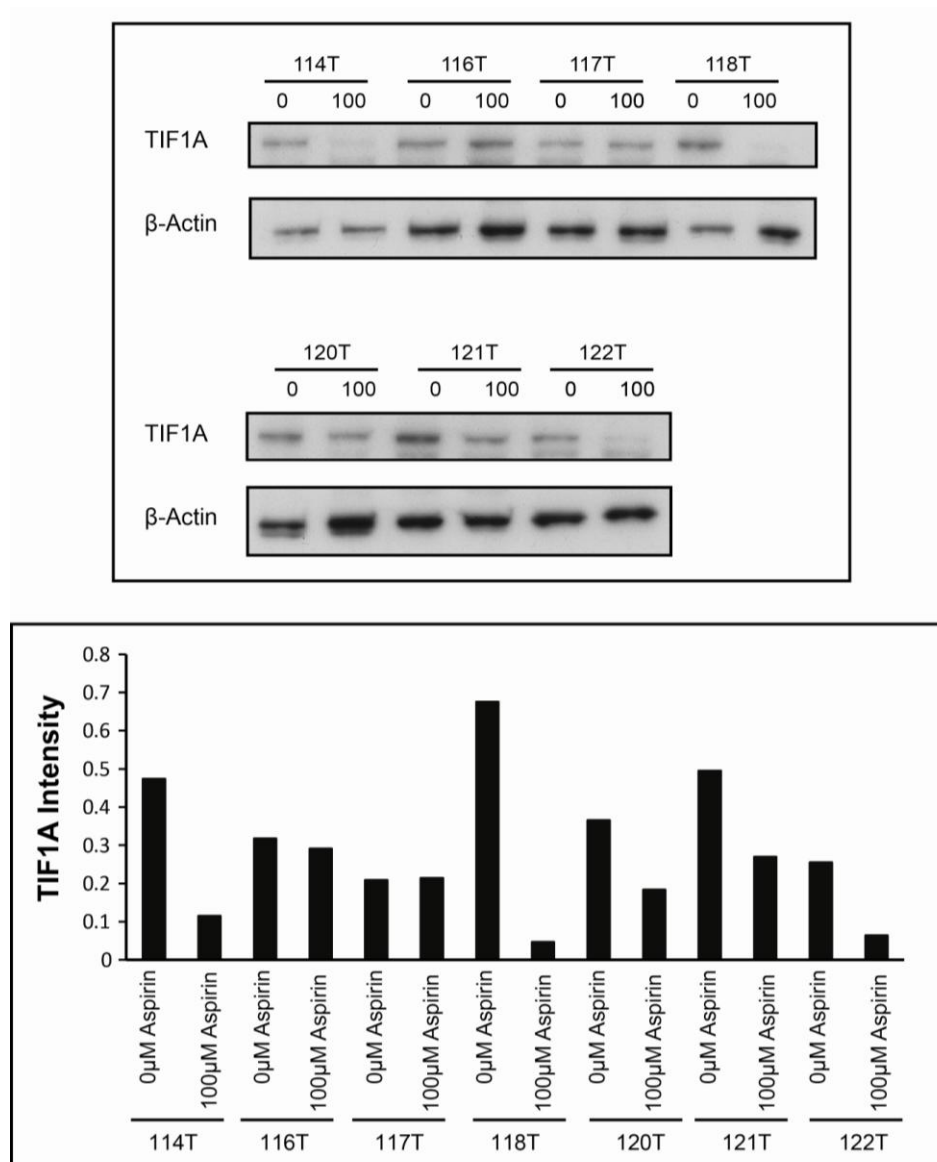 114T 116T 117T 118T
0 100 0 100 0 100 0 100
TIF1A
β-Actin
120T 121T 122T
0 100 0 100 0 100
TIF1A
β-Actin
TIF1A Intensity
0.8
0.7
0.6
0.5
0.4
0.3
0.2
0.1
0
0μM Aspirin
100μM Aspirin
0μM Aspirin
100μM Aspirin
0μM Aspirin
100μM Aspirin
0μM Aspirin
100μM Aspirin
0μM Aspirin
100μM Aspirin
0μM Aspirin
100μM Aspirin
0μM Aspirin
100μM Aspirin
114T 116T 117T 118T 120T 121T 122T